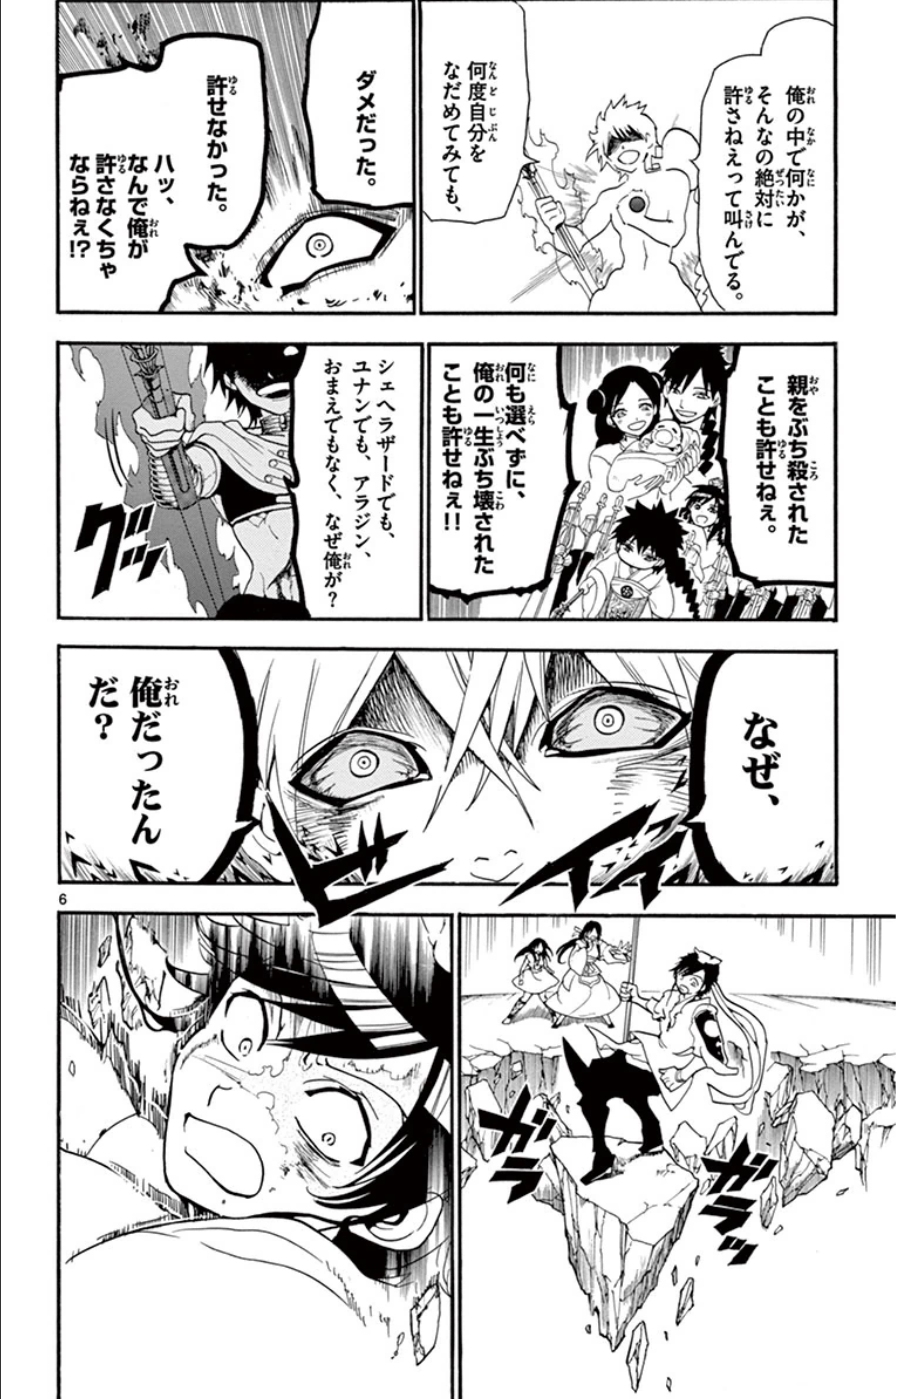 俺の中で何かが、
そんなの絶対に
許さねえって叫んでる。
何度自分を
なだめてみても、
ダメだった。
許せなかった。
ハッ、
なんで俺が
許さなくちゃ
ならねぇ!?
親をぶち殺された
ことも許せねぇ。
何も選べずに、
俺の一生ぶち壊された
ことも許せねぇ!!
シェヘラザードでも、
ユナンでも、アラジン、
おまえでもなく、なぜ俺が?
グッ
なぜ、
俺だったん
だ?
ビ
6
ガラ
ガラッ